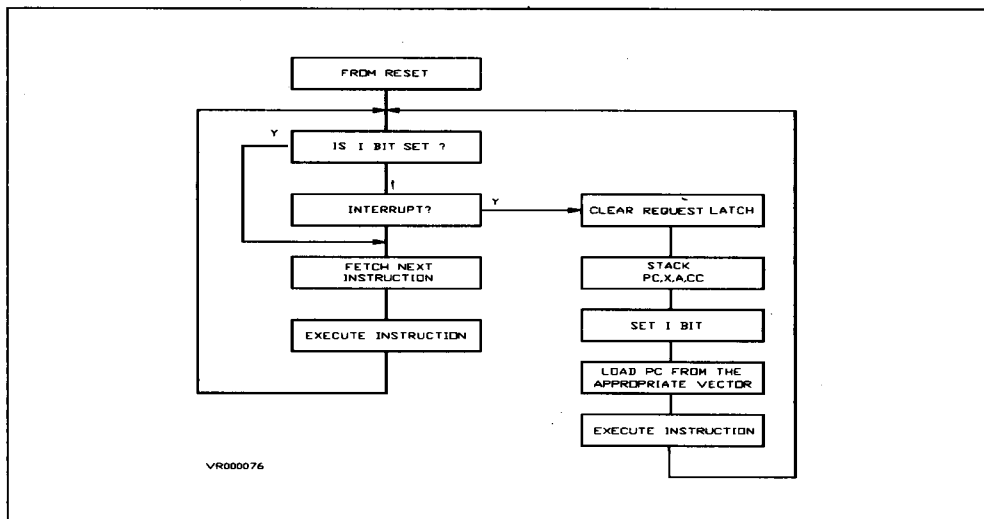 FROM RESET
Y
IS I BIT SET ?
INTERRUPT?
Y
CLEAR REQUEST LATCH
FETCH NEXT
INSTRUCTION
EXECUTE INSTRUCTION
STACK
PC,X,A,CC
SET I BIT
LOAD PC FROM THE
APPROPRIATE VECTOR
EXECUTE INSTRUCTION
VR000076